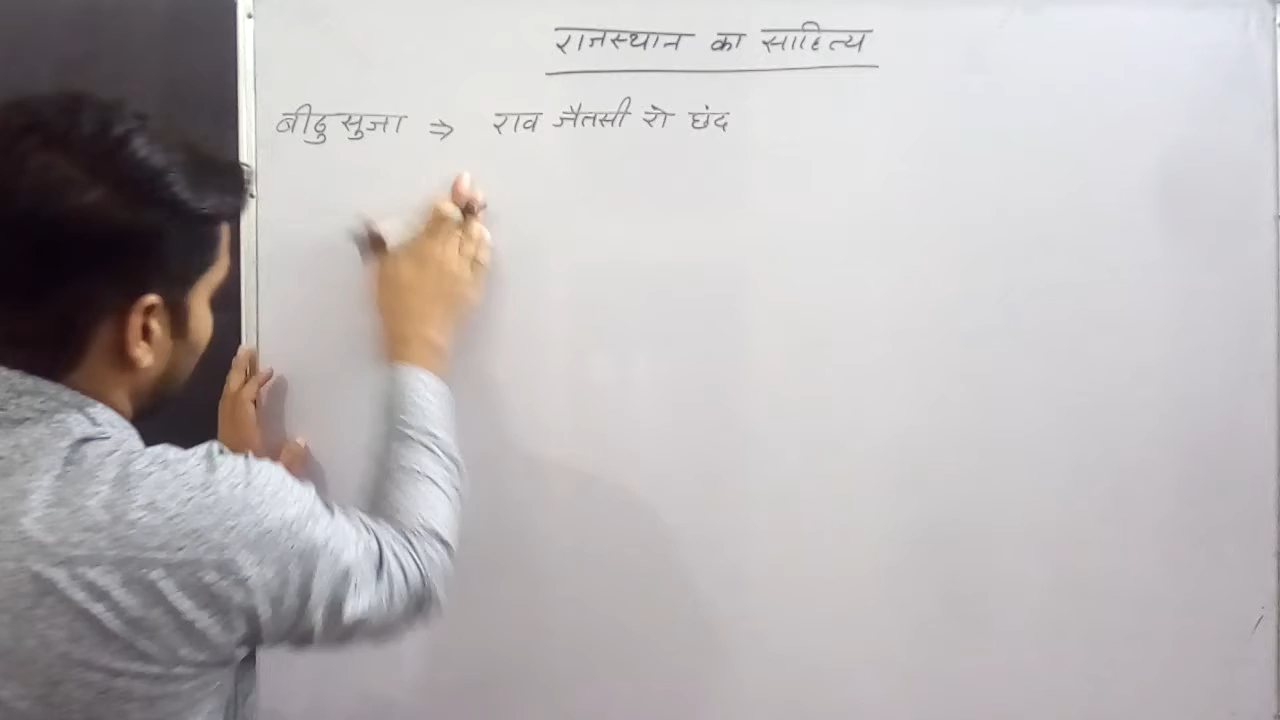 राजस्थान का साहित्य
बीठु सुजा ⇒ राव जैतसी रो छंद